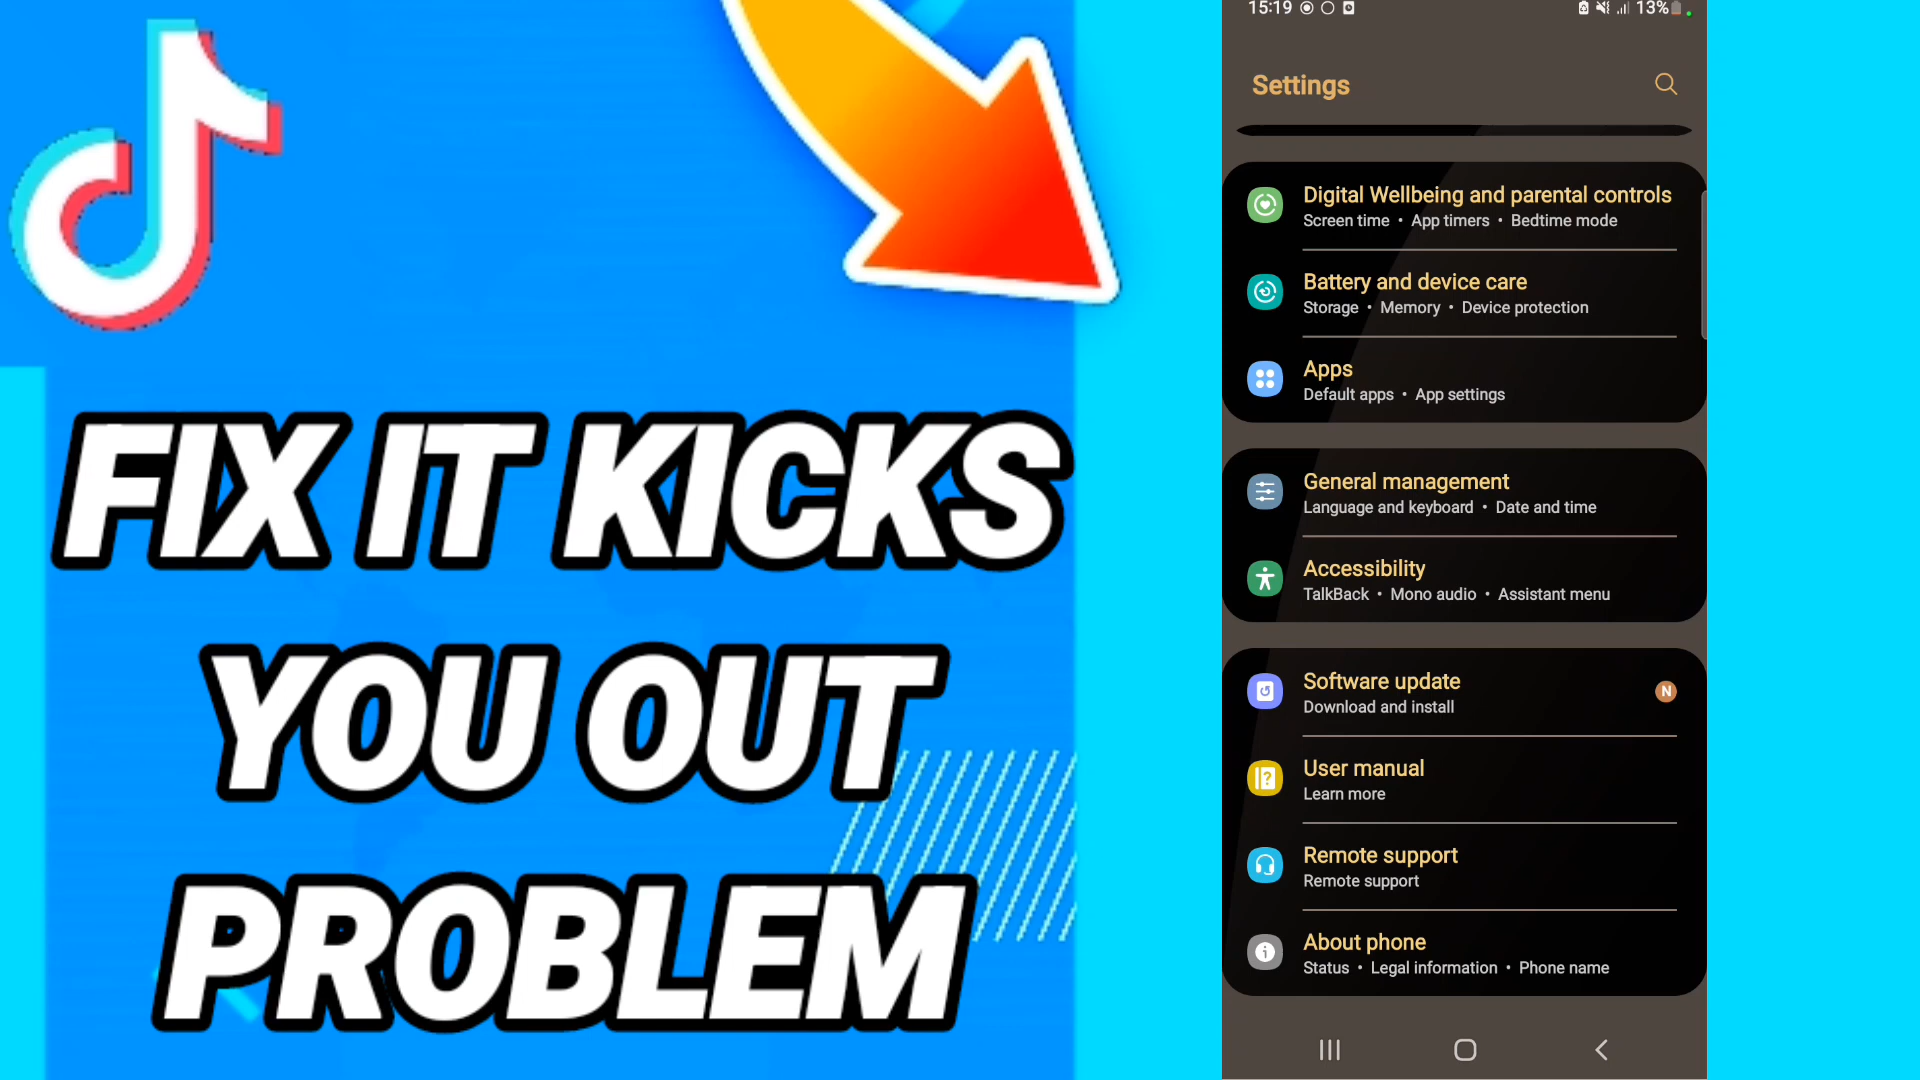 FIX IT KICKS
YOU OUT
PROBLEM
15:19
13%
Settings
Digital Wellbeing and parental controls
Screen time • App timers • Bedtime mode
Battery and device care
Storage • Memory • Device protection
Apps
Default apps • App settings
General management
Language and keyboard • Date and time
Accessibility
TalkBack • Mono audio • Assistant menu
Software update
N
Download and install
User manual
Learn more
Remote support
Remote support
About phone
Status • Legal information • Phone name